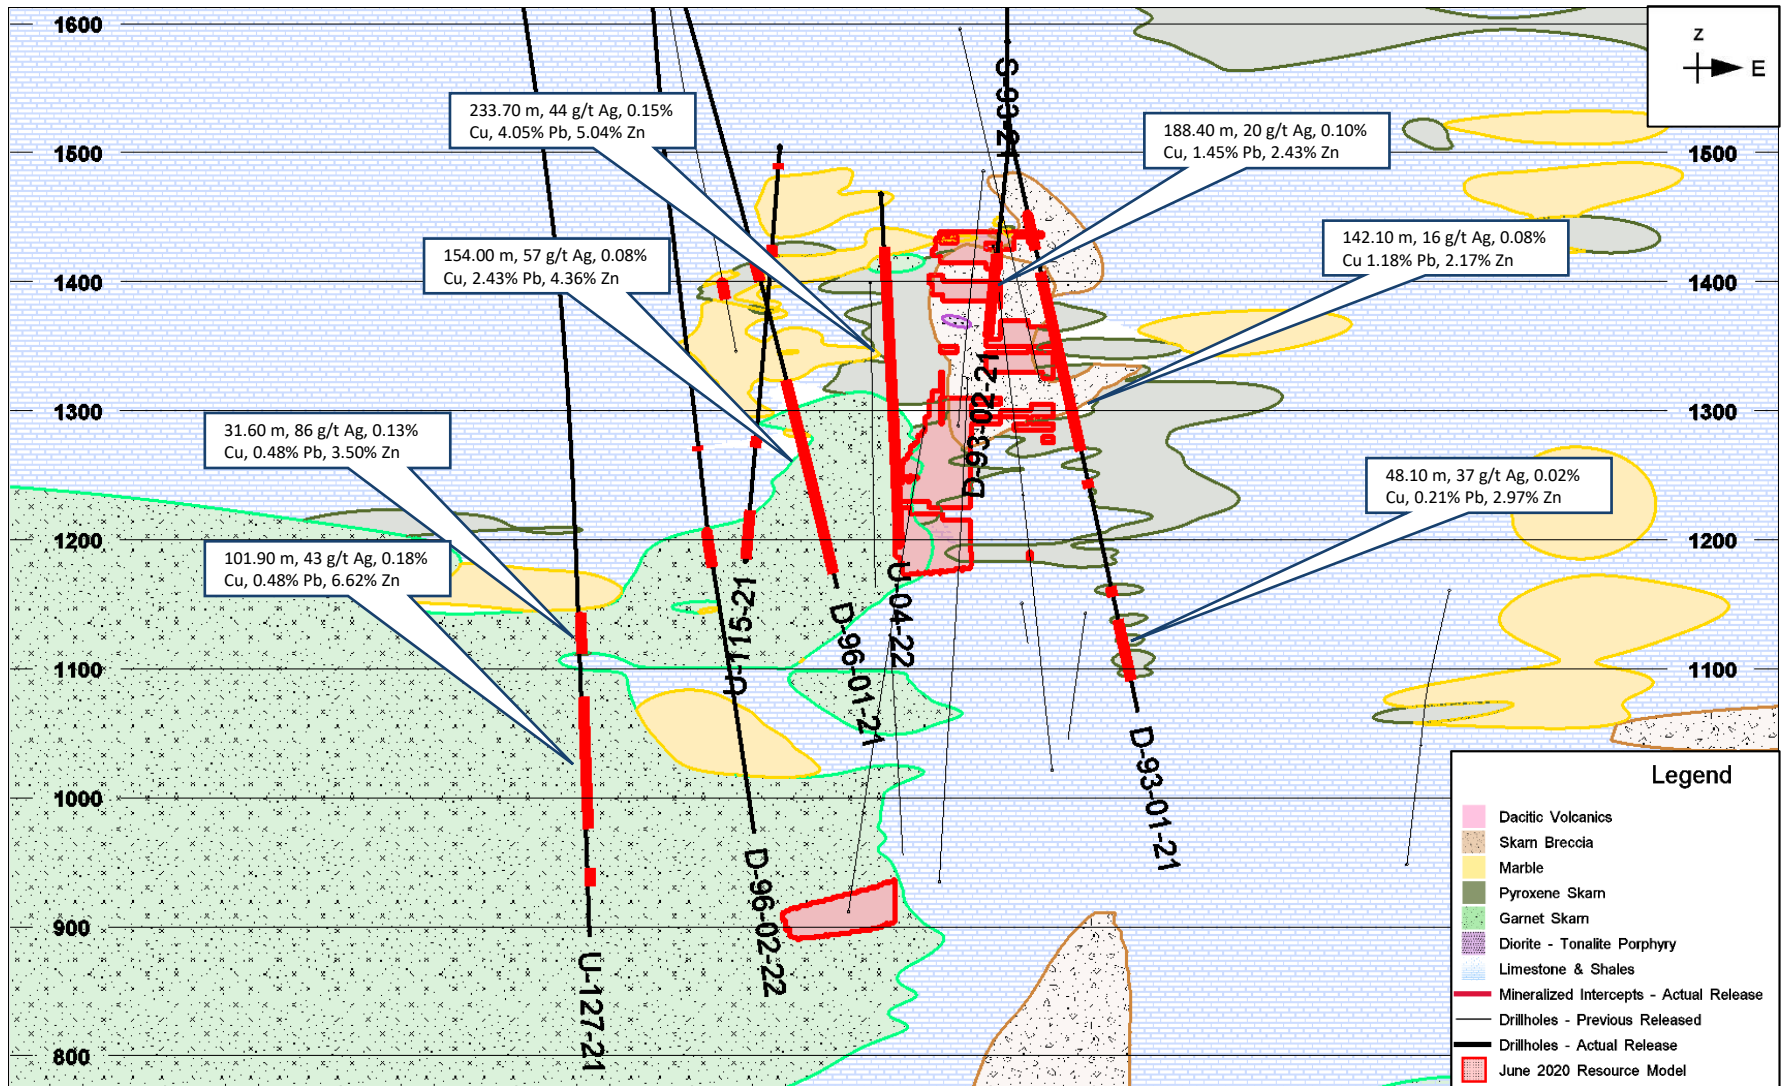 1600
z
E
S-93-21
233.70 m, 44 g/t Ag, 0.15%
Cu, 4.05% Pb, 5.04% Zn
188.40 m, 20 g/t Ag, 0.10%
Cu, 1.45% Pb, 2.43% Zn
1500
1500
154.00 m, 57 g/t Ag, 0.08%
Cu, 2.43% Pb, 4.36% Zn
142.10 m, 16 g/t Ag, 0.08%
Cu 1.18% Pb, 2.17% Zn
1400
1400
D-93-02-21
1300
1300
31.60 m, 86 g/t Ag, 0.13%
Cu, 0.48% Pb, 3.50% Zn
48.10 m, 37 g/t Ag, 0.02%
Cu, 0.21% Pb, 2.97% Zn
1200
1200
101.90 m, 43 g/t Ag, 0.18%
Cu, 0.48% Pb, 6.62% Zn
U-115-21
D-96-01-21
U-04-22
1100
1100
D-93-01-21
1000
D-96-02-22
900
U-127-21
800
Legend
Dacitic Volcanics
Skarn Breccia
Marble
Pyroxene Skarn
Garnet Skarn
Diorite - Tonalite Porphyry
Limestone & Shales
Mineralized Intercepts - Actual Release
Drillholes - Previous Released
Drillholes - Actual Release
June 2020 Resource Model